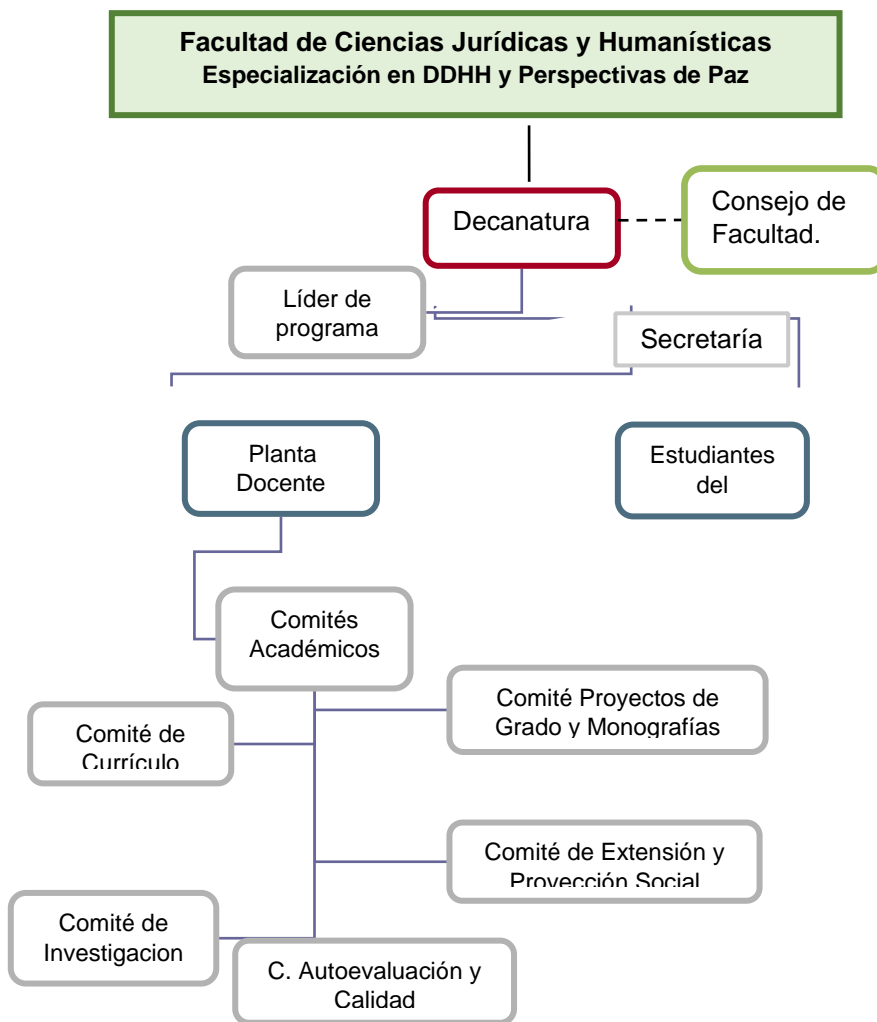 Facultad de Ciencias Jurídicas y Humanísticas
Especialización en DDHH y Perspectivas de Paz
Decanatura
Consejo de
Facultad.
Líder de
programa
Secretaría
Planta
Docente
Estudiantes
del
Comités
Académicos
Comité Proyectos de
Grado y Monografías
Comité de
Currículo
Comité de Extensión y
Proyección Social
Comité de
Investigacion
C. Autoevaluación y
Calidad